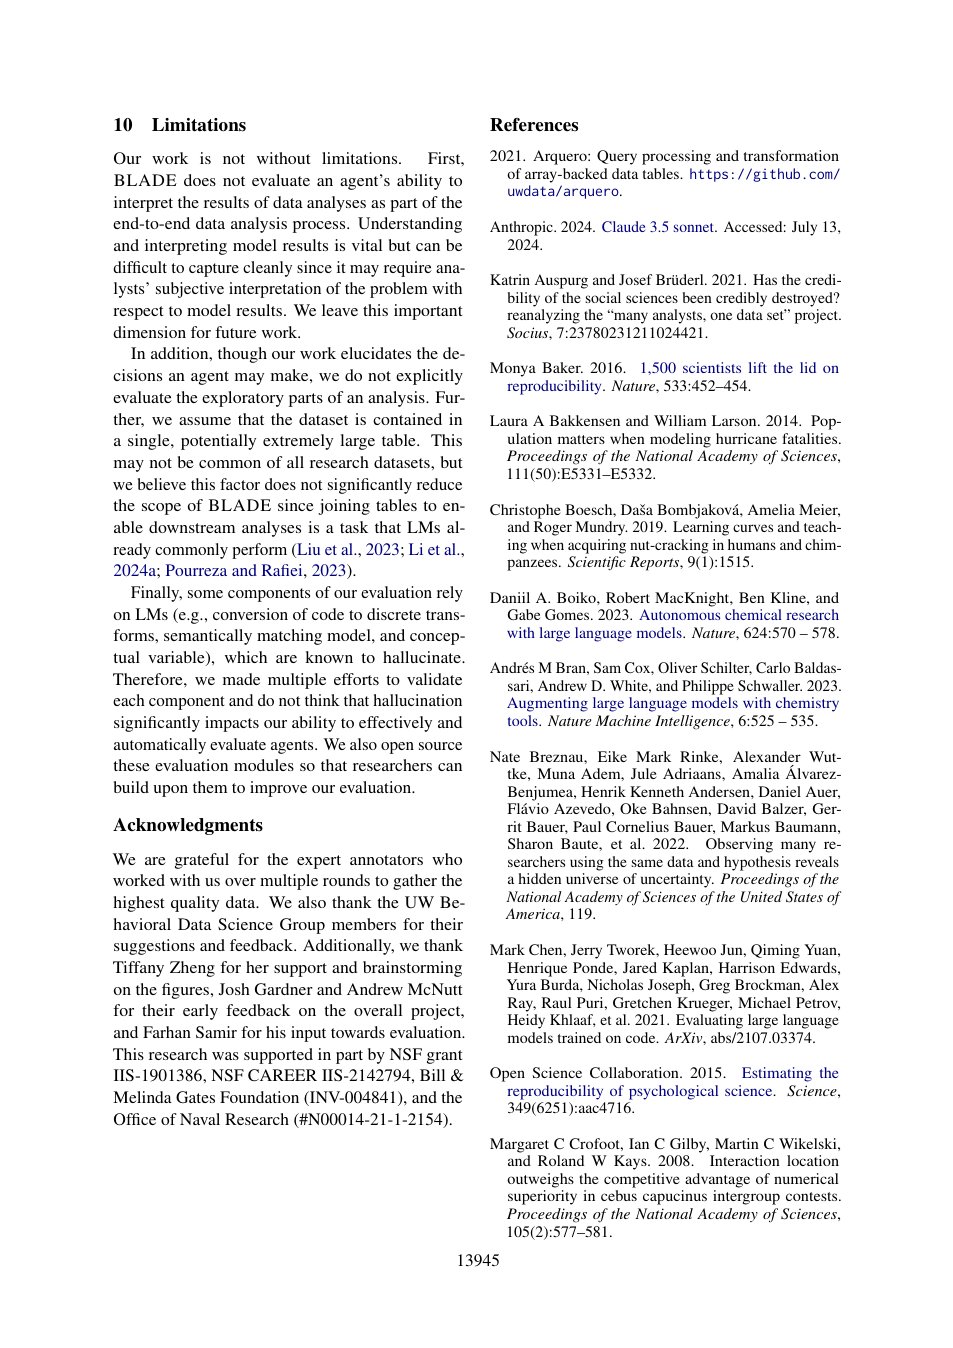 10 Limitations
Our work is not without limitations. First,
BLADE does not evaluate an agent's ability to
interpret the results of data analyses as part of the
end-to-end data analysis process. Understanding
and interpreting model results is vital but can be
difficult to capture cleanly since it may require ana-
lysts' subjective interpretation of the problem with
respect to model results. We leave this important
dimension for future work.
In addition, though our work elucidates the de-
cisions an agent may make, we do not explicitly
evaluate the exploratory parts of an analysis. Fur-
ther, we assume that the dataset is contained in
a single, potentially extremely large table. This
may not be common of all research datasets, but
we believe this factor does not significantly reduce
the scope of BLADE since joining tables to en-
able downstream analyses is a task that LMs al-
ready commonly perform (Liu et al., 2023; Li et al.,
2024a; Pourreza and Rafiei, 2023).
Finally, some components of our evaluation rely
on LMs (e.g., conversion of code to discrete trans-
forms, semantically matching model, and concep-
tual variable), which are known to hallucinate.
Therefore, we made multiple efforts to validate
each component and do not think that hallucination
significantly impacts our ability to effectively and
automatically evaluate agents. We also open source
these evaluation modules so that researchers can
build upon them to improve our evaluation.
Acknowledgments
We are grateful for the expert annotators who
worked with us over multiple rounds to gather the
highest quality data. We also thank the UW Be-
havioral Data Science Group members for their
suggestions and feedback. Additionally, we thank
Tiffany Zheng for her support and brainstorming
on the figures, Josh Gardner and Andrew McNutt
for their early feedback on the overall project,
and Farhan Samir for his input towards evaluation.
This research was supported in part by NSF grant
IIS-1901386, NSF CAREER IIS-2142794, Bill &
Melinda Gates Foundation (INV-004841), and the
Office of Naval Research (#N00014-21-1-2154).
References
2021. Arquero: Query processing and transformation
of array-backed data tables. https://github.com/
uwdata/arquero.
Anthropic. 2024. Claude 3.5 sonnet. Accessed: July 13,
2024.
Katrin Auspurg and Josef Brüderl. 2021. Has the credi-
bility of the social sciences been credibly destroyed?
reanalyzing the "many analysts, one data set" project.
Socius, 7:23780231211024421.
Monya Baker. 2016. 1,500 scientists lift the lid on
reproducibility. Nature, 533:452–454.
Laura A Bakkensen and William Larson. 2014. Pop-
ulation matters when modeling hurricane fatalities.
Proceedings of the National Academy of Sciences,
111(50):E5331–E5332.
Christophe Boesch, Daša Bombjaková, Amelia Meier,
and Roger Mundry. 2019. Learning curves and teach-
ing when acquiring nut-cracking in humans and chim-
panzees. Scientific Reports, 9(1):1515.
Daniil A. Boiko, Robert MacKnight, Ben Kline, and
Gabe Gomes. 2023. Autonomous chemical research
with large language models. Nature, 624:570 – 578.
Andrés M Bran, Sam Cox, Oliver Schilter, Carlo Baldas-
sari, Andrew D. White, and Philippe Schwaller. 2023.
Augmenting large language models with chemistry
tools. Nature Machine Intelligence, 6:525 – 535.
Nate Breznau, Eike Mark Rinke, Alexander Wut-
tke, Muna Adem, Jule Adriaans, Amalia Álvarez-
Benjumea, Henrik Kenneth Andersen, Daniel Auer,
Flávio Azevedo, Oke Bahnsen, David Balzer, Ger-
rit Bauer, Paul Cornelius Bauer, Markus Baumann,
Sharon Baute, et al. 2022. Observing many re-
searchers using the same data and hypothesis reveals
a hidden universe of uncertainty. Proceedings of the
National Academy of Sciences of the United States of
America, 119.
Mark Chen, Jerry Tworek, Heewoo Jun, Qiming Yuan,
Henrique Ponde, Jared Kaplan, Harrison Edwards,
Yura Burda, Nicholas Joseph, Greg Brockman, Alex
Ray, Raul Puri, Gretchen Krueger, Michael Petrov,
Heidy Khlaaf, et al. 2021. Evaluating large language
models trained on code. ArXiv, abs/2107.03374.
Open Science Collaboration. 2015. Estimating the
reproducibility of psychological science. Science,
349(6251):aac4716.
Margaret C Crofoot, Ian C Gilby, Martin C Wikelski,
and Roland W Kays. 2008. Interaction location
outweighs the competitive advantage of numerical
superiority in cebus capucinus intergroup contests.
Proceedings of the National Academy of Sciences,
105(2):577–581.
13945